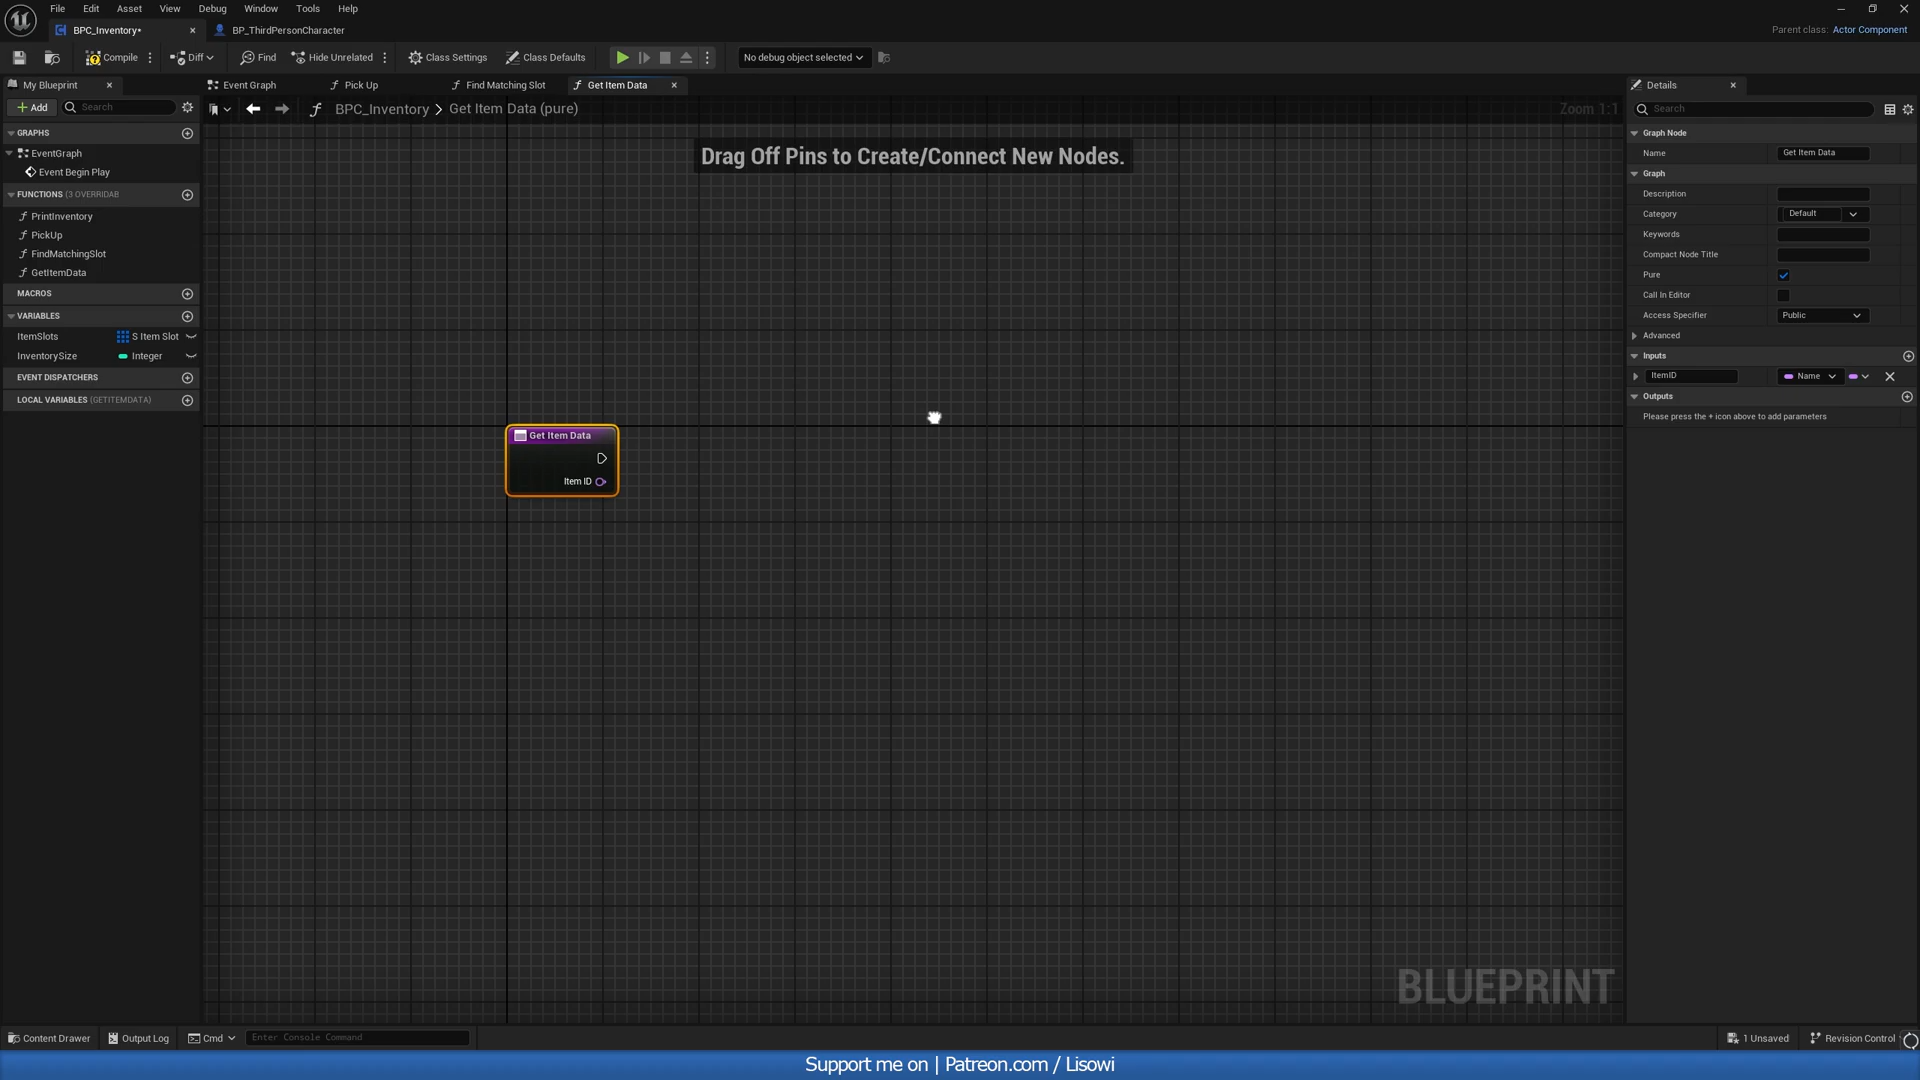 File Edit Asset View Debug Window Tools Help
BPC_Inventory* BP_ThirdPersonCharacter
Parent class: Actor Component
Compile Diff Find Hide Unrelated Class Settings Class Defaults No debug object selected
My Blueprint
Event Graph Pick Up Find Matching Slot Get Item Data
Details
Add Search
BPC_Inventory > Get Item Data (pure)
Zoom 1:1
Search
Drag Off Pins to Create/Connect New Nodes.
GRAPHS
EventGraph
Event Begin Play
FUNCTIONS (3 OVERRIDAB
PrintInventory
PickUp
FindMatchingSlot
GetItemData
MACROS
VARIABLES
ItemSlots S Item Slot
InventorySize Integer
EVENT DISPATCHERS
LOCAL VARIABLES (GETITEMDATA)
Get Item Data
Item ID
Graph Node
Name Get Item Data
Graph
Description
Category Default
Keywords
Compact Node Title
Pure
Call In Editor
Access Specifier Public
Advanced
Inputs
ItemID Name
Outputs
Please press the + icon above to add parameters
BLUEPRINT
Content Drawer Output Log Cmd Enter Console Command
1 Unsaved Revision Control
Support me on | Patreon.com / Lisowi